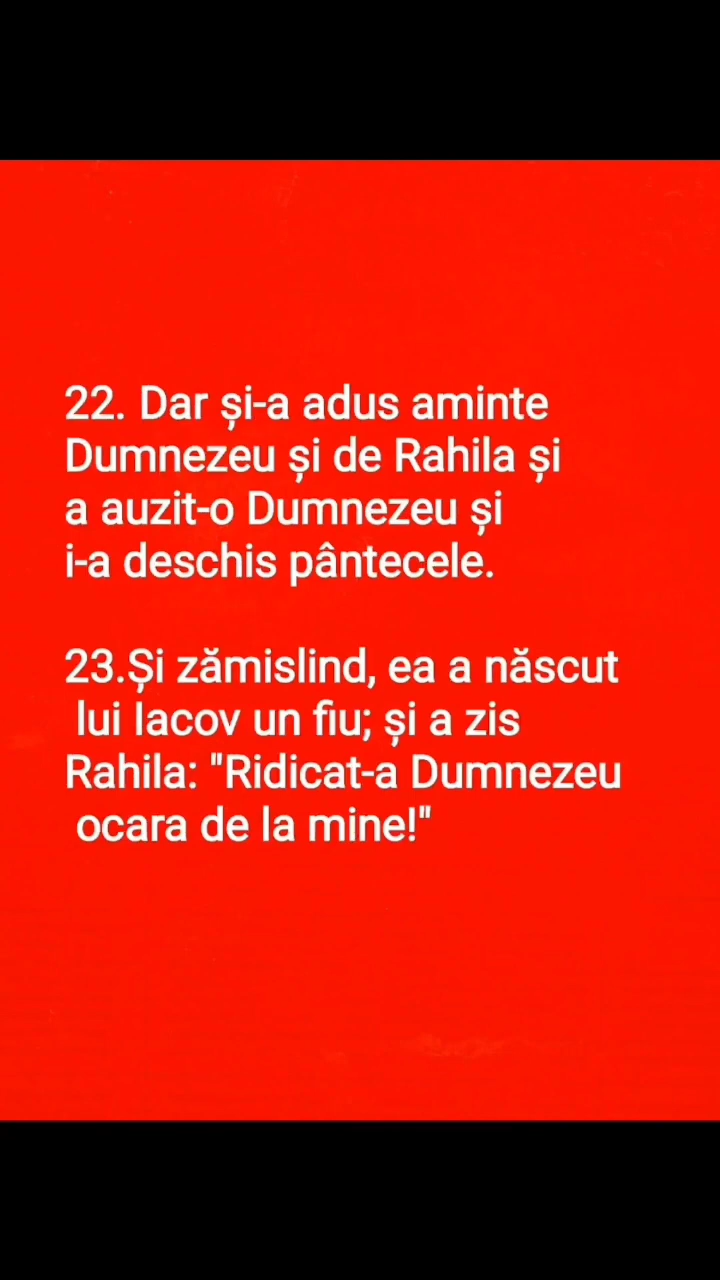 22. Dar și-a adus aminte
Dumnezeu și de Rahila și
a auzit-o Dumnezeu și
i-a deschis pântecele.
23.Și zămislind, ea a născut
lui Iacov un fiu; și a zis
Rahila: "Ridicat-a Dumnezeu
ocara de la mine!"